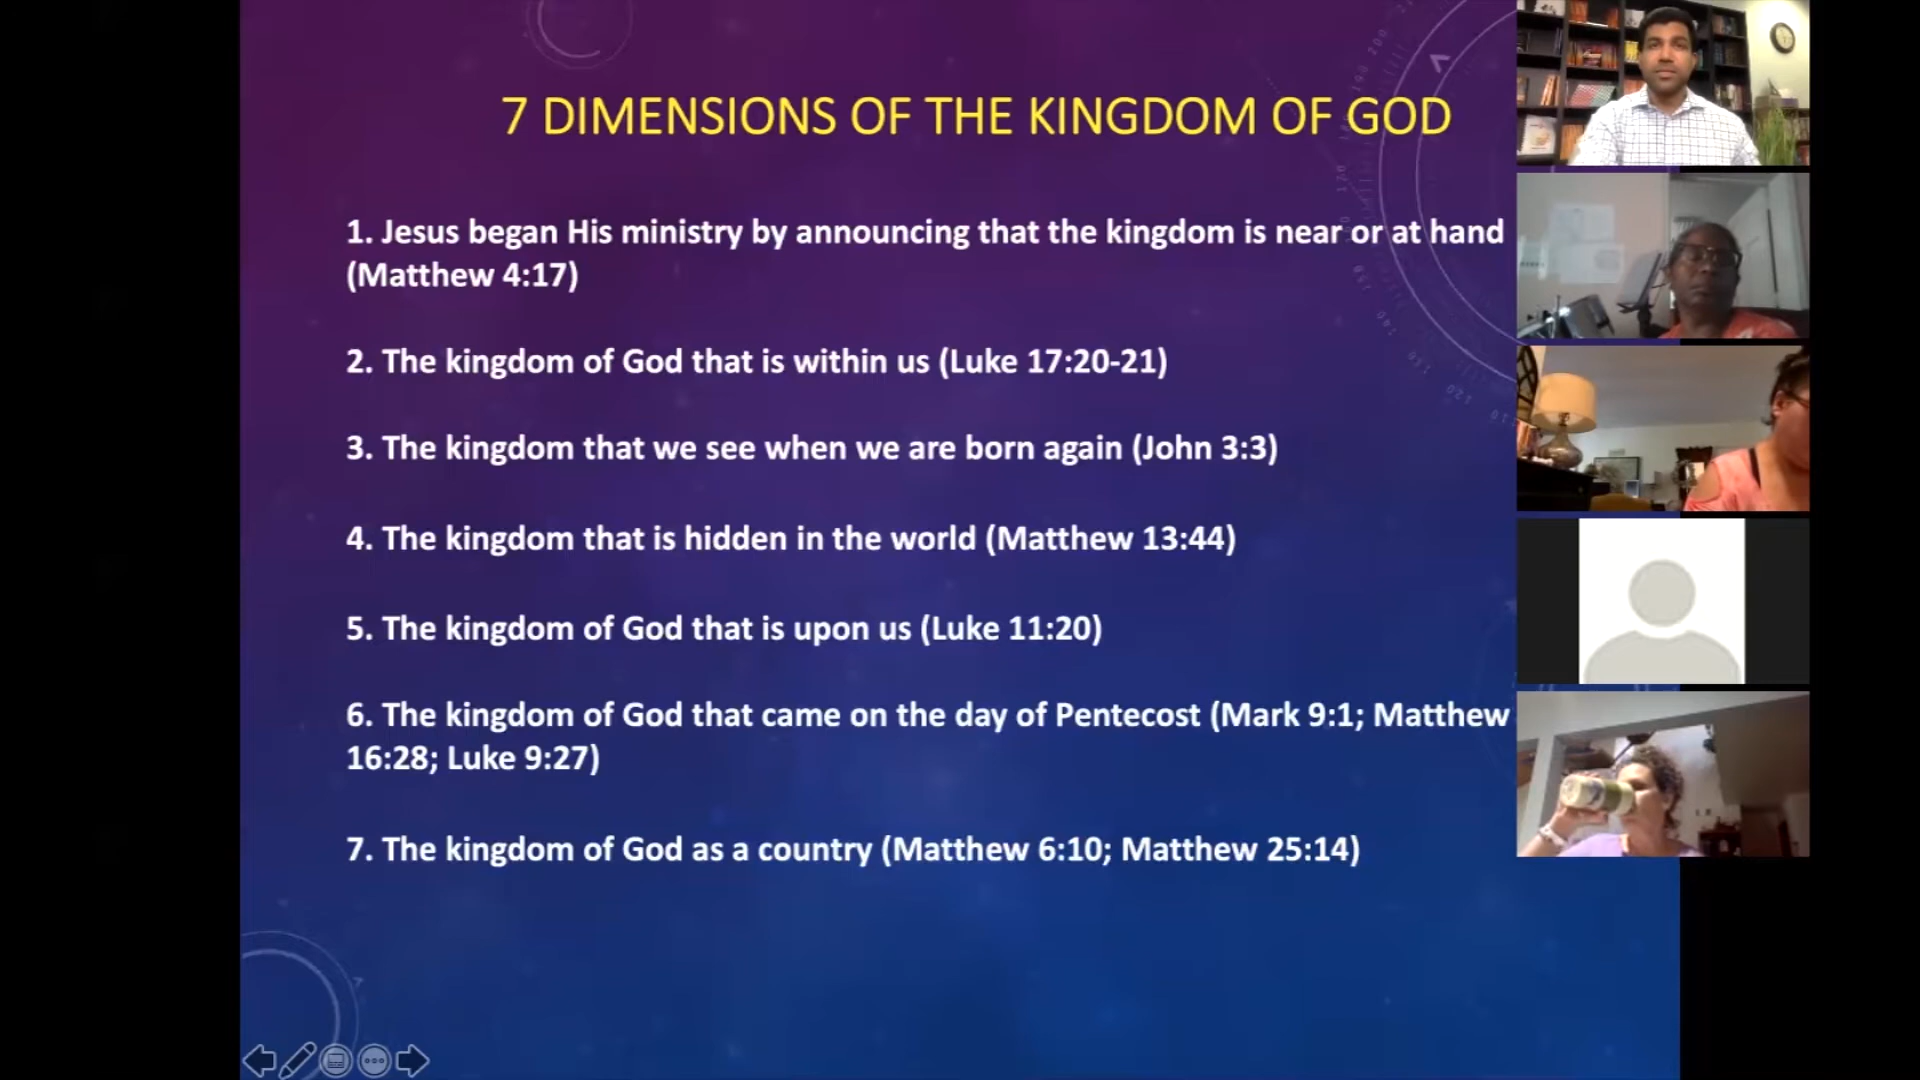 7 DIMENSIONS OF THE KINGDOM OF GOD
1. Jesus began His ministry by announcing that the kingdom is near or at hand
(Matthew 4:17)
2. The kingdom of God that is within us (Luke 17:20-21)
3. The kingdom that we see when we are born again (John 3:3)
4. The kingdom that is hidden in the world (Matthew 13:44)
5. The kingdom of God that is upon us (Luke 11:20)
6. The kingdom of God that came on the day of Pentecost (Mark 9:1; Matthew
16:28; Luke 9:27)
7. The kingdom of God as a country (Matthew 6:10; Matthew 25:14)